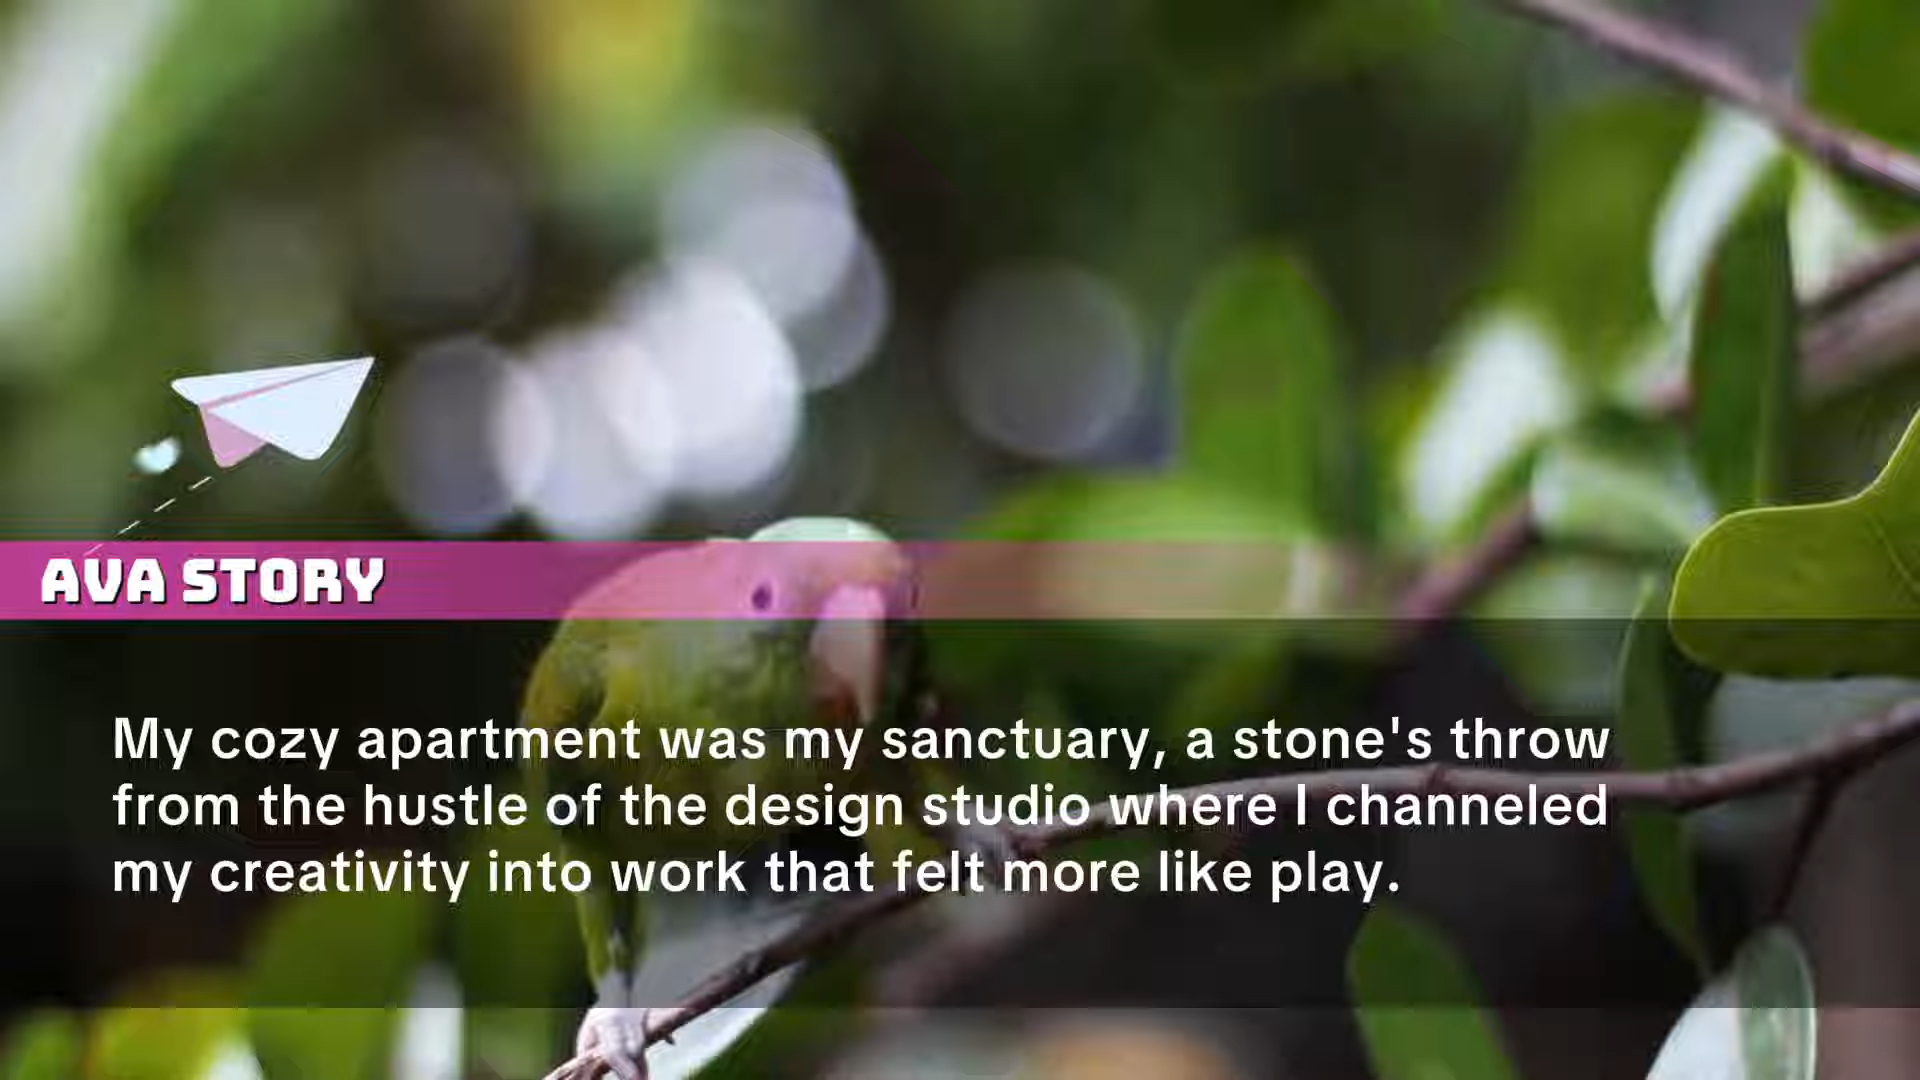 AVA STORY
My cozy apartment was my sanctuary, a stone's throw
from the hustle of the design studio where I channeled
my creativity into work that felt more like play.